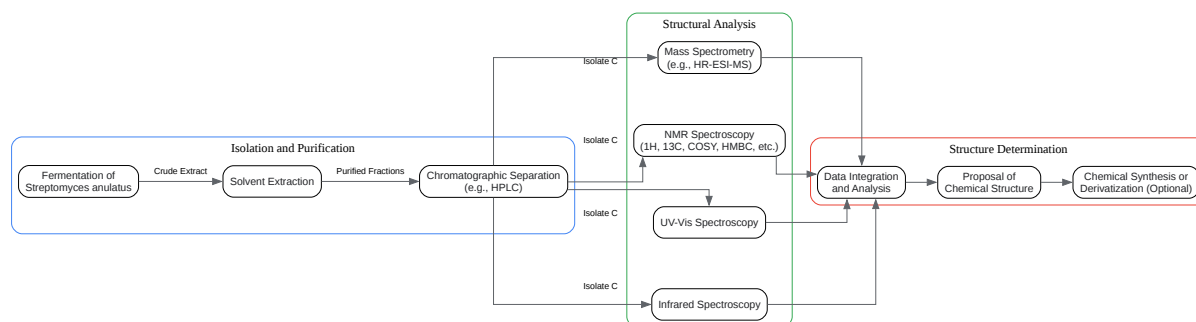 Structural Analysis
Mass Spectrometry
(e.g., HR-ESI-MS)
Isolate C
Isolate C
NMR Spectroscopy
(1H, 13C, COSY, HMBC, etc.)
Isolation and Purification
Structure Determination
Fermentation of
Streptomyces anulatus
Crude Extract
Solvent Extraction
Purified Fractions
Chromatographic Separation
(e.g., HPLC)
Data Integration
and Analysis
Proposal of
Chemical Structure
Chemical Synthesis or
Derivatization (Optional)
Isolate C
UV-Vis Spectroscopy
Isolate C
Infrared Spectroscopy